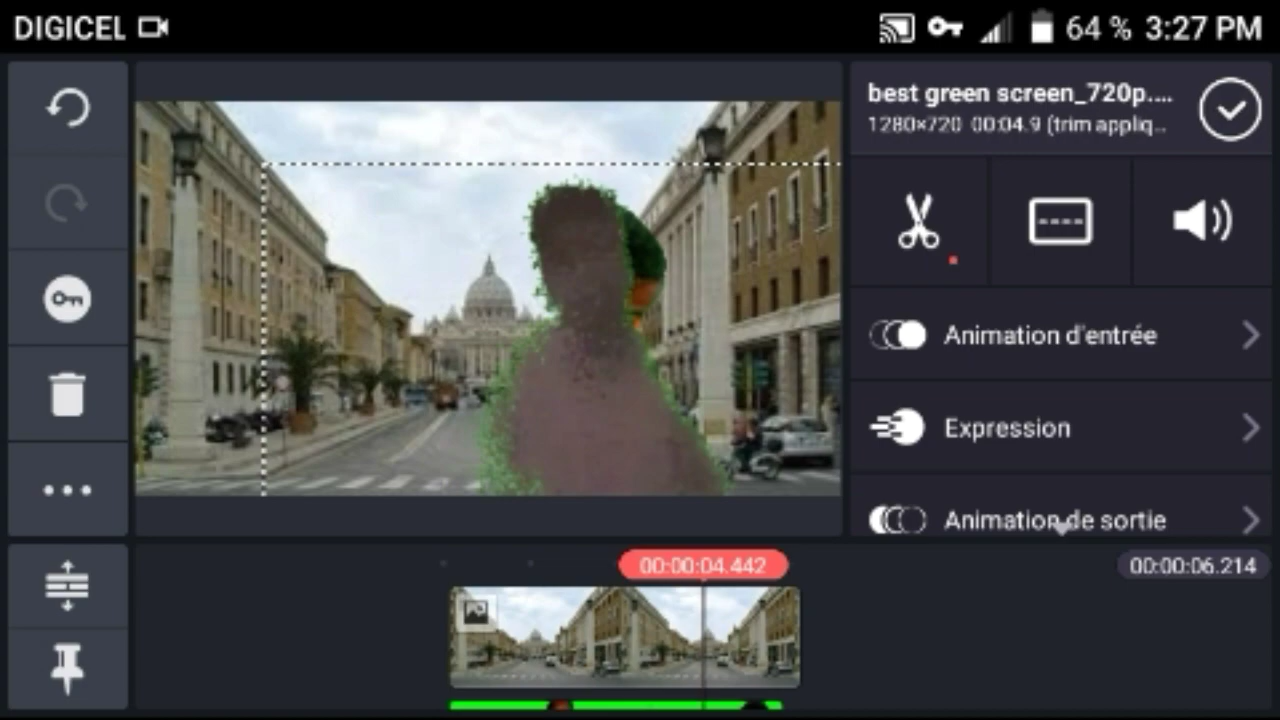 DIGICEL
64 % 3:27 PM
best green screen_720p....
1280×720 00:04.9 (trim appliq...
Animation d'entrée
Expression
Animation de sortie
00:00:04.442
00:00:06.214